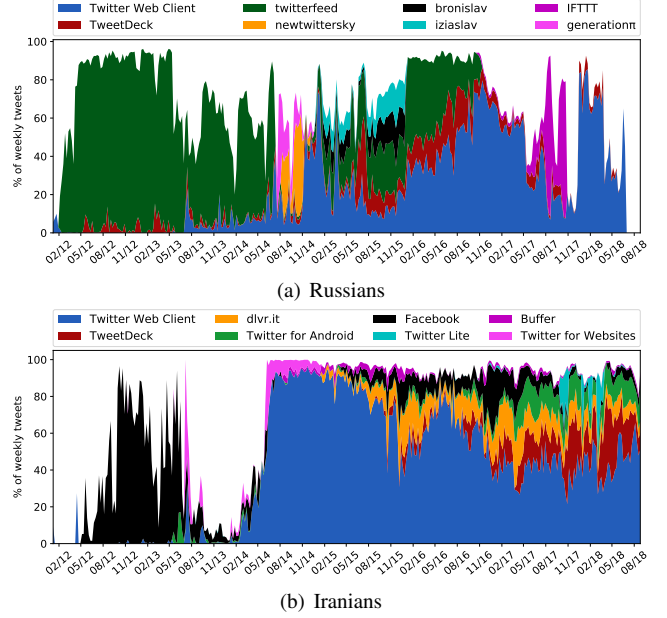 Twitter Web Client twitterfeed bronislav IFTTT
TweetDeck newtwittersky iziaslav generationπ
% of weekly tweets
100
80
60
40
20
0
02/12 05/12 08/12 11/12 02/13 05/13 08/13 11/13 02/14 05/14 08/14 11/14 02/15 05/15 08/15 11/15 02/16 05/16 08/16 11/16 02/17 05/17 08/17 11/17 02/18 05/18 08/18
(a) Russians
Twitter Web Client dlvr.it Facebook Buffer
TweetDeck Twitter for Android Twitter Lite Twitter for Websites
% of weekly tweets
100
80
60
40
20
0
02/12 05/12 08/12 11/12 02/13 05/13 08/13 11/13 02/14 05/14 08/14 11/14 02/15 05/15 08/15 11/15 02/16 05/16 08/16 11/16 02/17 05/17 08/17 11/17 02/18 05/18 08/18
(b) Iranians